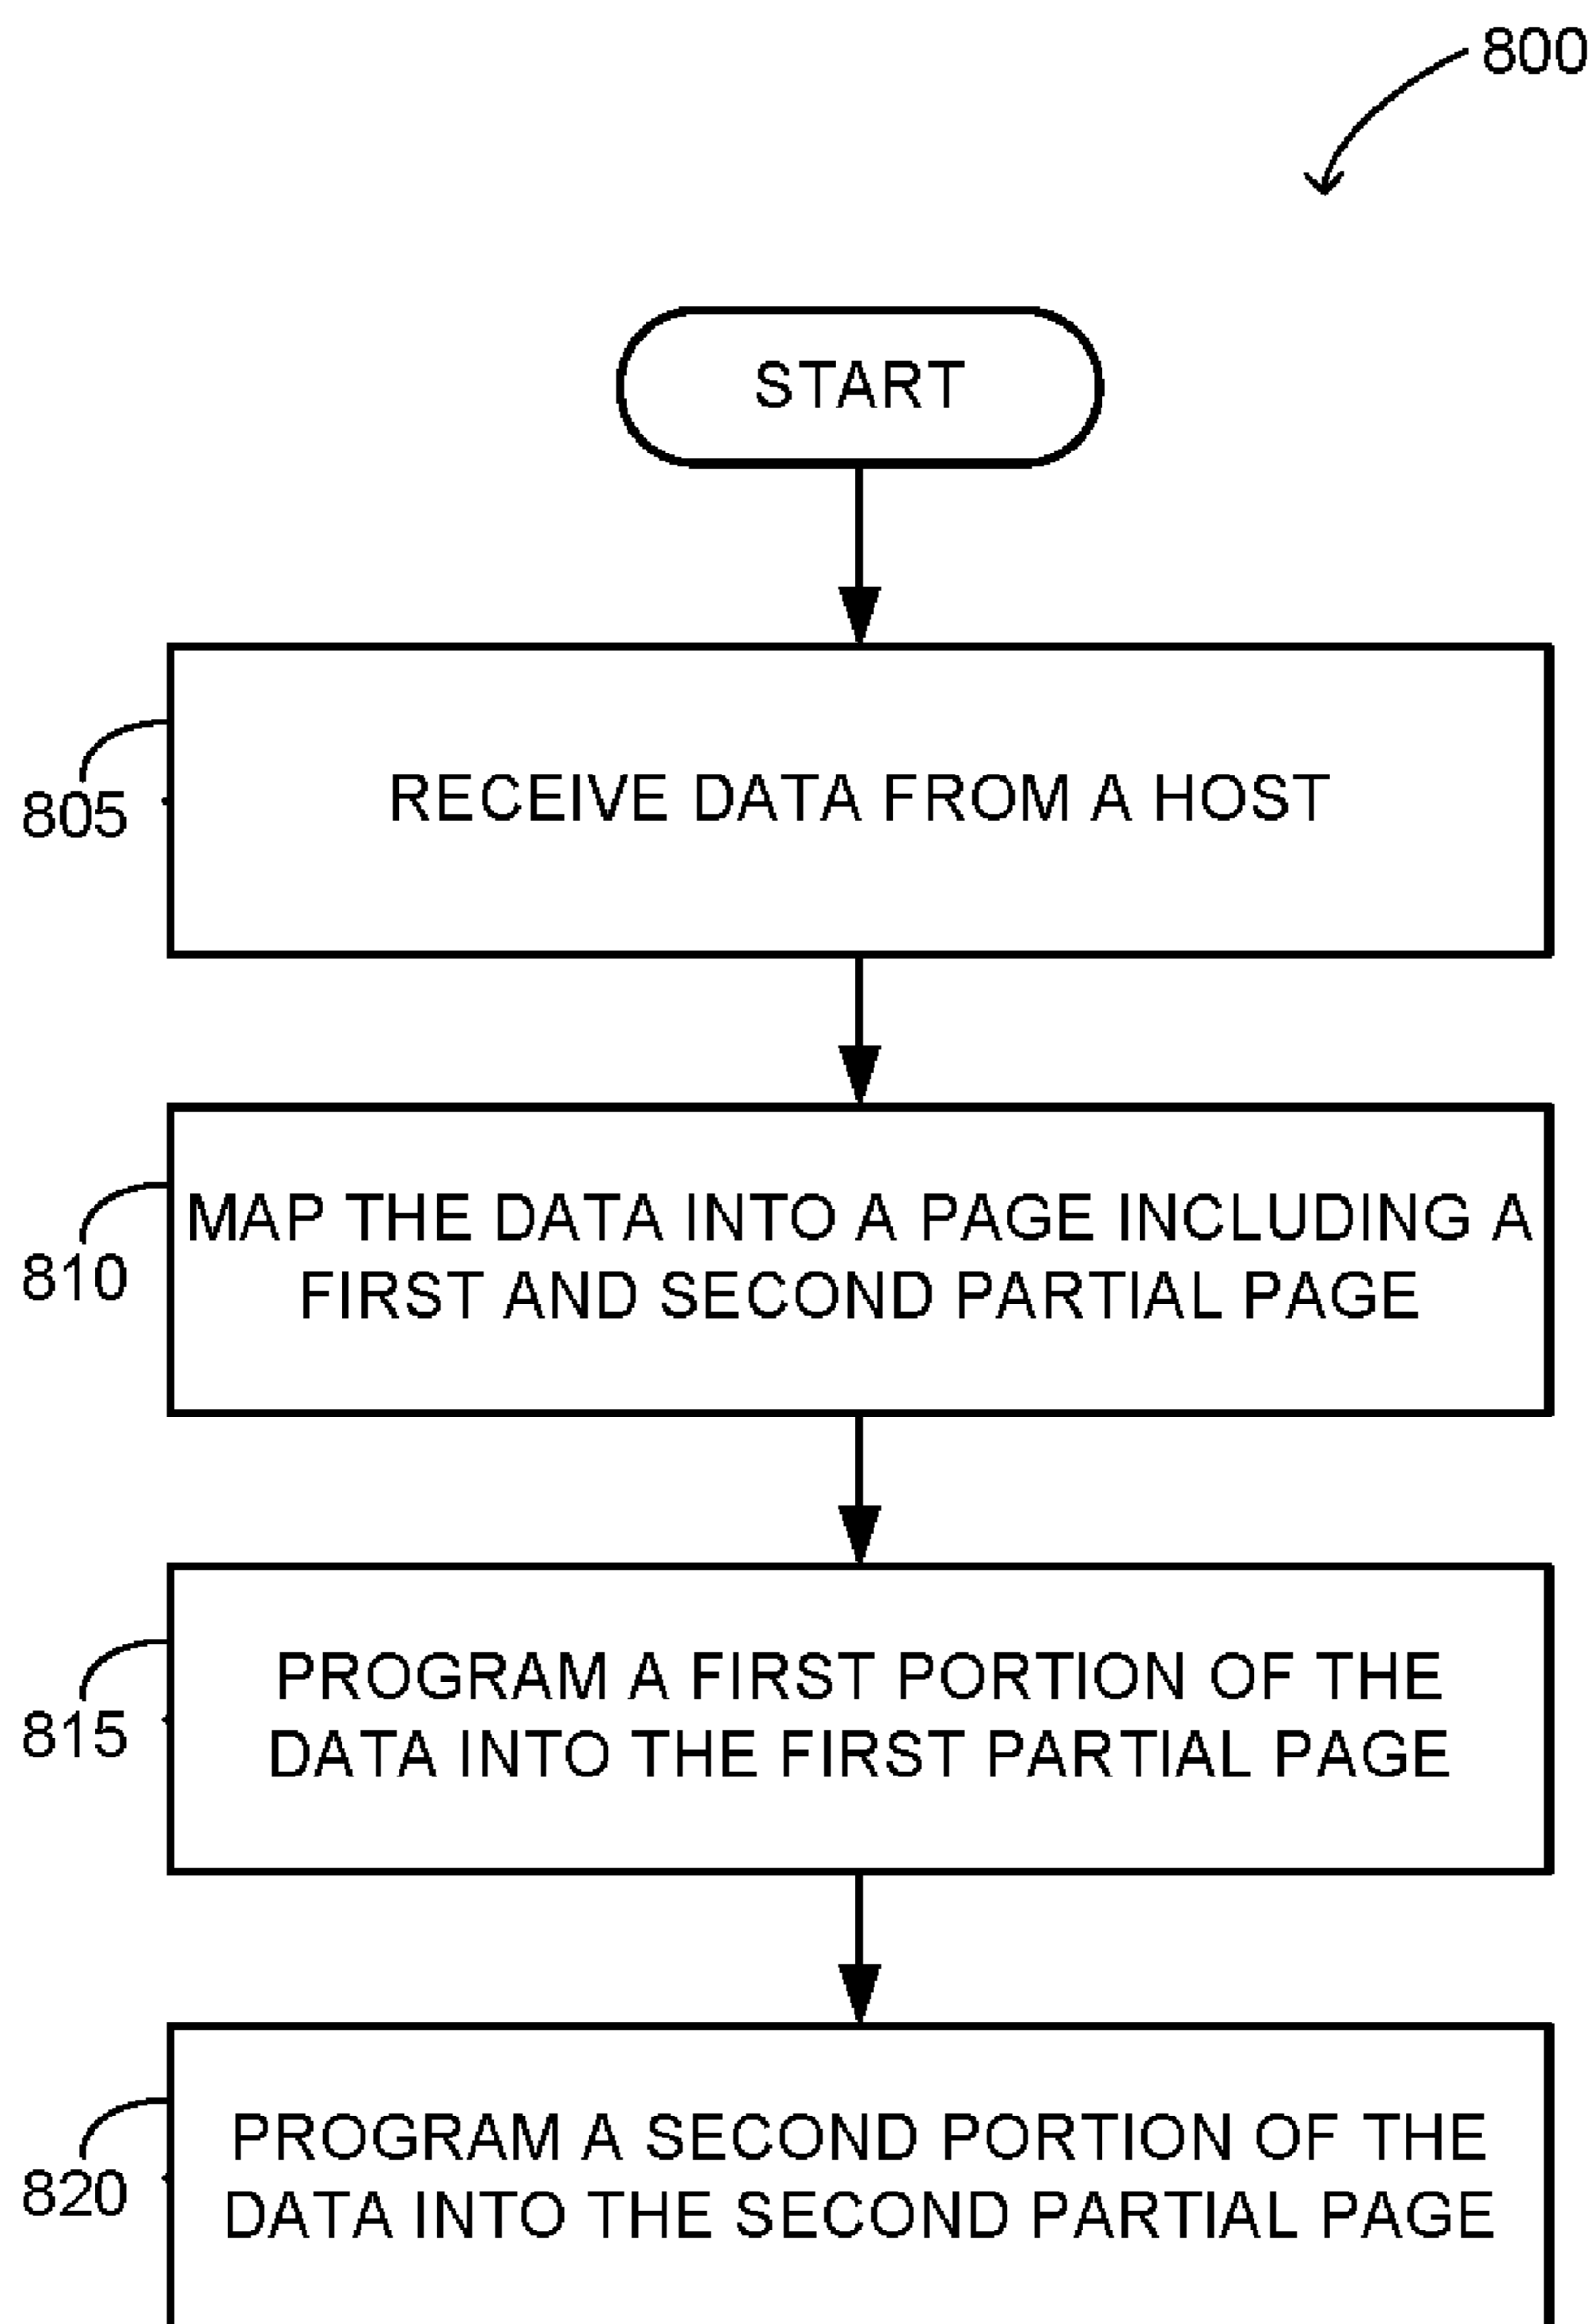 800
START
805
RECEIVE DATA FROM A HOST
810
MAP THE DATA INTO A PAGE INCLUDING A
FIRST AND SECOND PARTIAL PAGE
815
PROGRAM A FIRST PORTION OF THE
DATA INTO THE FIRST PARTIAL PAGE
820
PROGRAM A SECOND PORTION OF THE
DATA INTO THE SECOND PARTIAL PAGE